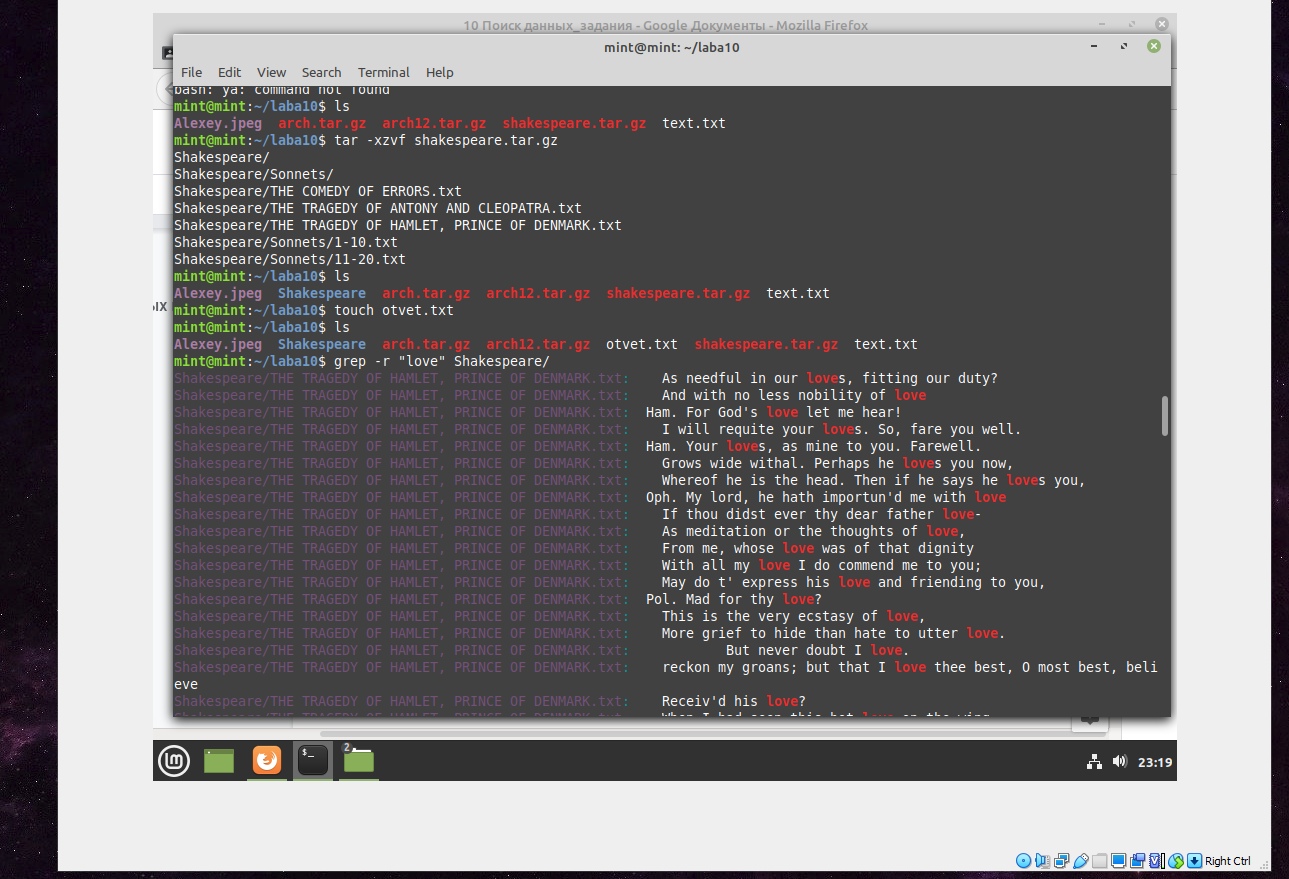 10 Поиск данных_задания - Google Документы - Mozilla Firefox
mint@mint: ~/laba10
File Edit View Search Terminal Help
bash: ya: command not found
mint@mint:~/laba10$ ls
Alexey.jpeg arch.tar.gz arch12.tar.gz shakespeare.tar.gz text.txt
mint@mint:~/laba10$ tar -xzvf shakespeare.tar.gz
Shakespeare/
Shakespeare/Sonnets/
Shakespeare/THE COMEDY OF ERRORS.txt
Shakespeare/THE TRAGEDY OF ANTONY AND CLEOPATRA.txt
Shakespeare/THE TRAGEDY OF HAMLET, PRINCE OF DENMARK.txt
Shakespeare/Sonnets/1-10.txt
Shakespeare/Sonnets/11-20.txt
mint@mint:~/laba10$ ls
Alexey.jpeg Shakespeare arch.tar.gz arch12.tar.gz shakespeare.tar.gz text.txt
ых
mint@mint:~/laba10$ touch otvet.txt
mint@mint:~/laba10$ ls
Alexey.jpeg Shakespeare arch.tar.gz arch12.tar.gz otvet.txt shakespeare.tar.gz text.txt
mint@mint:~/laba10$ grep -r "love" Shakespeare/
Shakespeare/THE TRAGEDY OF HAMLET, PRINCE OF DENMARK.txt: As needful in our loves, fitting our duty?
Shakespeare/THE TRAGEDY OF HAMLET, PRINCE OF DENMARK.txt: And with no less nobility of love
Shakespeare/THE TRAGEDY OF HAMLET, PRINCE OF DENMARK.txt: Ham. For God's love let me hear!
Shakespeare/THE TRAGEDY OF HAMLET, PRINCE OF DENMARK.txt: I will requite your loves. So, fare you well.
Shakespeare/THE TRAGEDY OF HAMLET, PRINCE OF DENMARK.txt: Ham. Your loves, as mine to you. Farewell.
Shakespeare/THE TRAGEDY OF HAMLET, PRINCE OF DENMARK.txt: Grows wide withal. Perhaps he loves you now,
Shakespeare/THE TRAGEDY OF HAMLET, PRINCE OF DENMARK.txt: Whereof he is the head. Then if he says he loves you,
Shakespeare/THE TRAGEDY OF HAMLET, PRINCE OF DENMARK.txt: Oph. My lord, he hath importun'd me with love
Shakespeare/THE TRAGEDY OF HAMLET, PRINCE OF DENMARK.txt: If thou didst ever thy dear father love-
Shakespeare/THE TRAGEDY OF HAMLET, PRINCE OF DENMARK.txt: As meditation or the thoughts of love,
Shakespeare/THE TRAGEDY OF HAMLET, PRINCE OF DENMARK.txt: From me, whose love was of that dignity
Shakespeare/THE TRAGEDY OF HAMLET, PRINCE OF DENMARK.txt: With all my love I do commend me to you;
Shakespeare/THE TRAGEDY OF HAMLET, PRINCE OF DENMARK.txt: May do t' express his love and friending to you,
Shakespeare/THE TRAGEDY OF HAMLET, PRINCE OF DENMARK.txt: Pol. Mad for thy love?
Shakespeare/THE TRAGEDY OF HAMLET, PRINCE OF DENMARK.txt: This is the very ecstasy of love,
Shakespeare/THE TRAGEDY OF HAMLET, PRINCE OF DENMARK.txt: More grief to hide than hate to utter love.
Shakespeare/THE TRAGEDY OF HAMLET, PRINCE OF DENMARK.txt: But never doubt I love.
Shakespeare/THE TRAGEDY OF HAMLET, PRINCE OF DENMARK.txt: reckon my groans; but that I love thee best, O most best, beli
eve
Shakespeare/THE TRAGEDY OF HAMLET, PRINCE OF DENMARK.txt: Receiv'd his love?
Shakespeare/THE TRAGEDY OF HAMLET, PRINCE OF DENMARK.txt: When I had seen this hot love on the wing
2
23:19
Right Ctrl